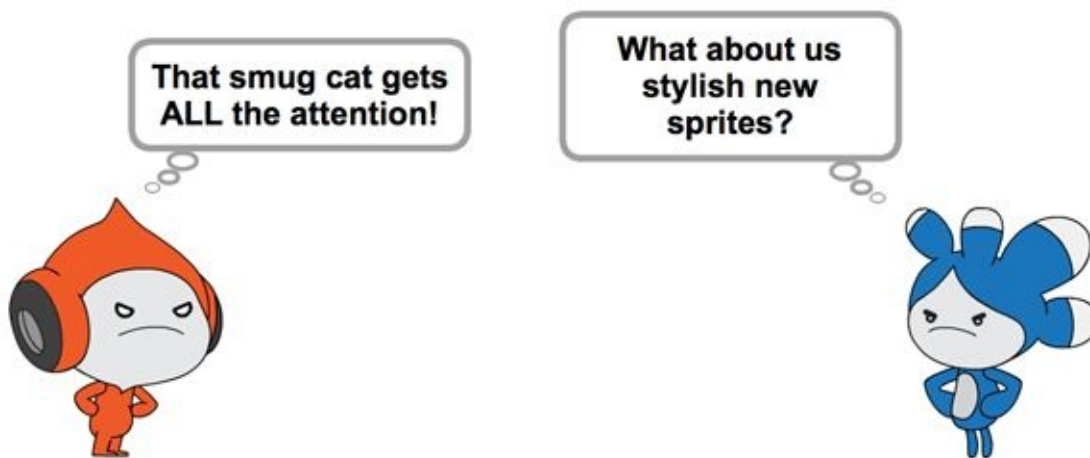 That smug cat gets
ALL the attention!
What about us
stylish new
sprites?